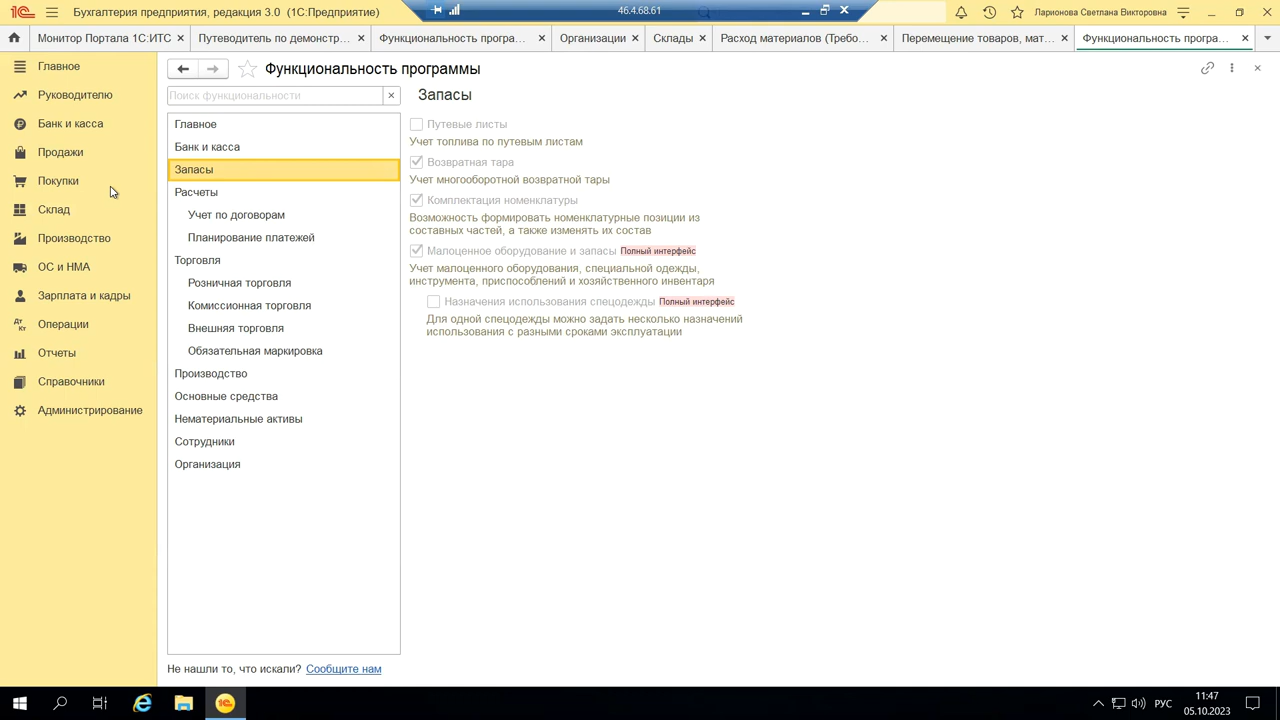 Бухгалтерия предприятия, редакция 3.0 (1С:Предприятие)
46.4.68.61
Ларионова Светлана Викторовна
Монитор Портала 1С:ИТС
Путеводитель по демонстр...
Функциональность програм...
Организации
Склады
Расход материалов (Требо...
Перемещение товаров, мат...
Функциональность програ...
Главное
Руководителю
Банк и касса
Продажи
Покупки
Склад
Производство
ОС и НМА
Зарплата и кадры
Операции
Отчеты
Справочники
Администрирование
Функциональность программы
Поиск функциональности
Главное
Банк и касса
Запасы
Расчеты
Учет по договорам
Планирование платежей
Торговля
Розничная торговля
Комиссионная торговля
Внешняя торговля
Обязательная маркировка
Производство
Основные средства
Нематериальные активы
Сотрудники
Организация
Не нашли то, что искали? Сообщите нам
Запасы
Путевые листы
Учет топлива по путевым листам
Возвратная тара
Учет многооборотной возвратной тары
Комплектация номенклатуры
Возможность формировать номенклатурные позиции из
составных частей, а также изменять их состав
Малоценное оборудование и запасы Полный интерфейс
Учет малоценного оборудования, специальной одежды,
инструмента, приспособлений и хозяйственного инвентаря
Назначения использования спецодежды Полный интерфейс
Для одной спецодежды можно задать несколько назначений
использования с разными сроками эксплуатации
РУС
11:47
05.10.2023